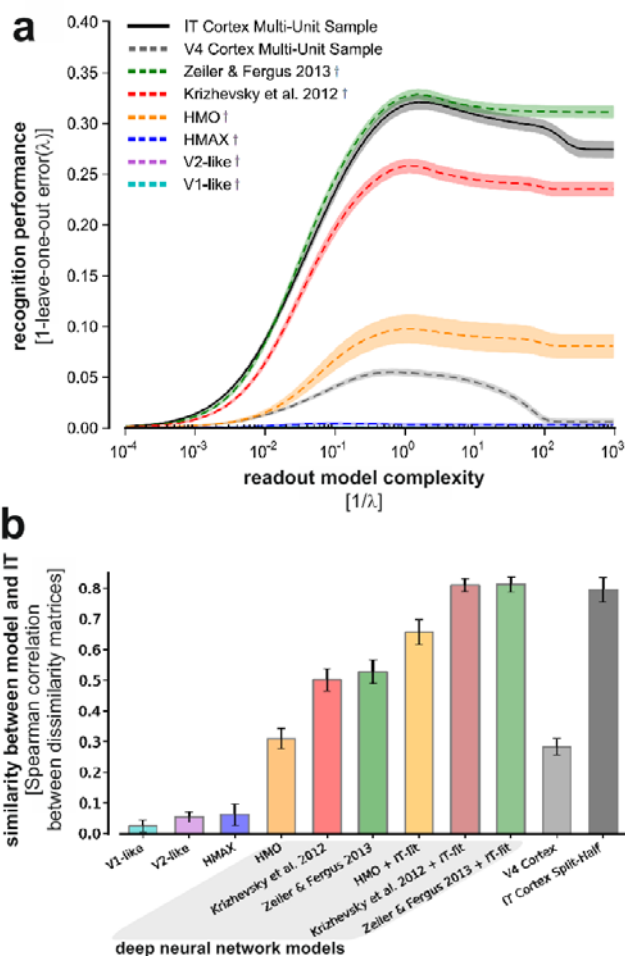 a
recognition performance
[1-leave-one-out error(λ)]
0.40
0.35
0.30
0.25
0.20
0.15
0.10
0.05
0.00
IT Cortex Multi-Unit Sample
V4 Cortex Multi-Unit Sample
Zeiler & Fergus 2013 †
Krizhevsky et al. 2012 †
HMO †
HMAX †
V2-like †
V1-like †
10⁻⁴ 10⁻³ 10⁻² 10⁻¹ 10⁰ 10¹ 10² 10³
readout model complexity
[1/λ]
b
similarity between model and IT
[Spearman correlation
between dissimilarity matrices]
0.8
0.7
0.6
0.5
0.4
0.3
0.2
0.1
0.0
V1-like
V2-like
HMAX
HMO
Krizhevsky et al. 2012
Zeiler & Fergus 2013
HMO + IT-fit
Krizhevsky et al. 2012 + IT-fit
Zeiler & Fergus 2013 + IT-fit
V4 Cortex
IT Cortex Split-Half
deep neural network models